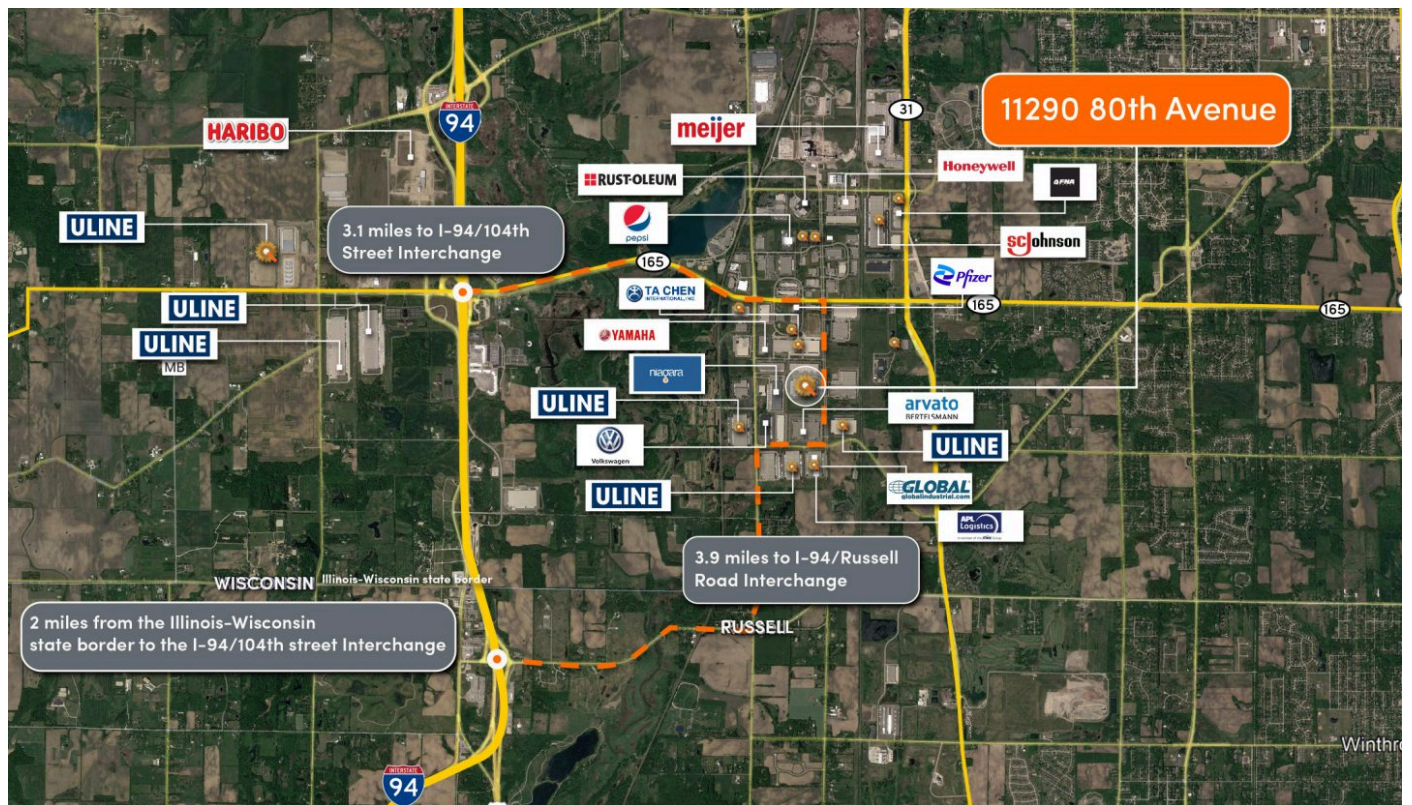 INTERSTATE
94
31
11290 80th Avenue
HARIBO
meijer
RUST-OLEUM
Honeywell
FNA
ULINE
3.1 miles to I-94/104th
Street Interchange
pepsi
SCJohnson
165
Pfizer
TA CHEN
INTERNATIONAL, INC.
165
165
ULINE
YAMAHA
ULINE
MB
niagara
ULINE
arvato
BERTELSMANN
Volkswagen
ULINE
ULINE
GLOBAL
globalindustrial.com
APL
Logistics
3.9 miles to I-94/Russell
Road Interchange
WISCONSIN
Illinois-Wisconsin state border
2 miles from the Illinois-Wisconsin
state border to the I-94/104th street Interchange
RUSSELL
Winthro
INTERSTATE
94